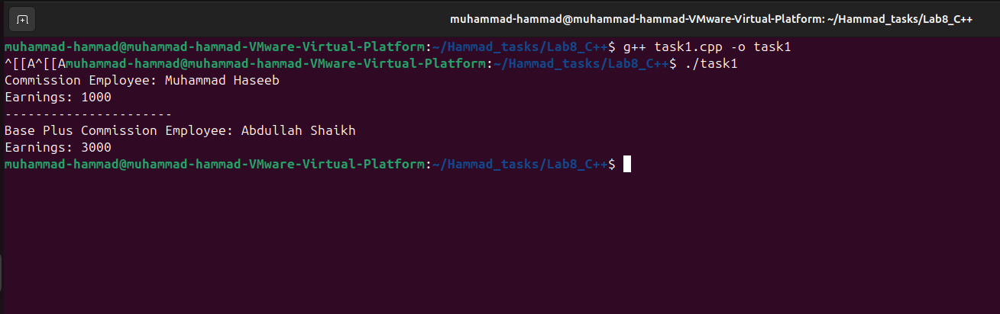 muhammad-hammad@muhammad-hammad-VMware-Virtual-Platform: ~/Hammad_tasks/Lab8_C++
muhammad-hammad@muhammad-hammad-VMware-Virtual-Platform:~/Hammad_tasks/Lab8_C++$ g++ task1.cpp -o task1
^[[A^[[Amuhammad-hammad@muhammad-hammad-VMware-Virtual-Platform:~/Hammad_tasks/Lab8_C++$ ./task1
Commission Employee: Muhammad Haseeb
Earnings: 1000
----------------------
Base Plus Commission Employee: Abdullah Shaikh
Earnings: 3000
muhammad-hammad@muhammad-hammad-VMware-Virtual-Platform:~/Hammad_tasks/Lab8_C++$